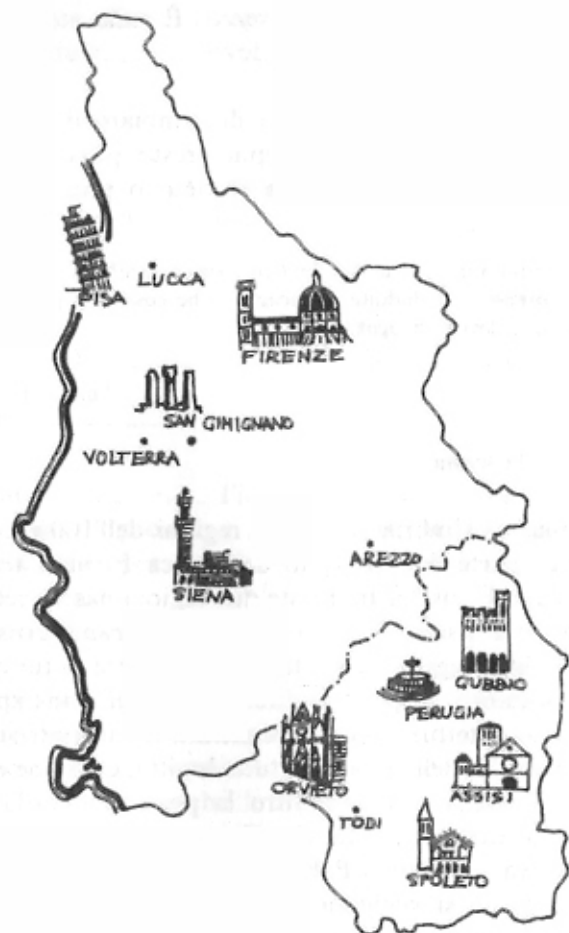 PISA
LUCCA
FIRENZE
SAN GIMIGNANO
VOLTERRA
SIENA
AREZZO
GUBBIO
PERUGIA
ORVIETO
ASSISI
TODI
SPOLETO